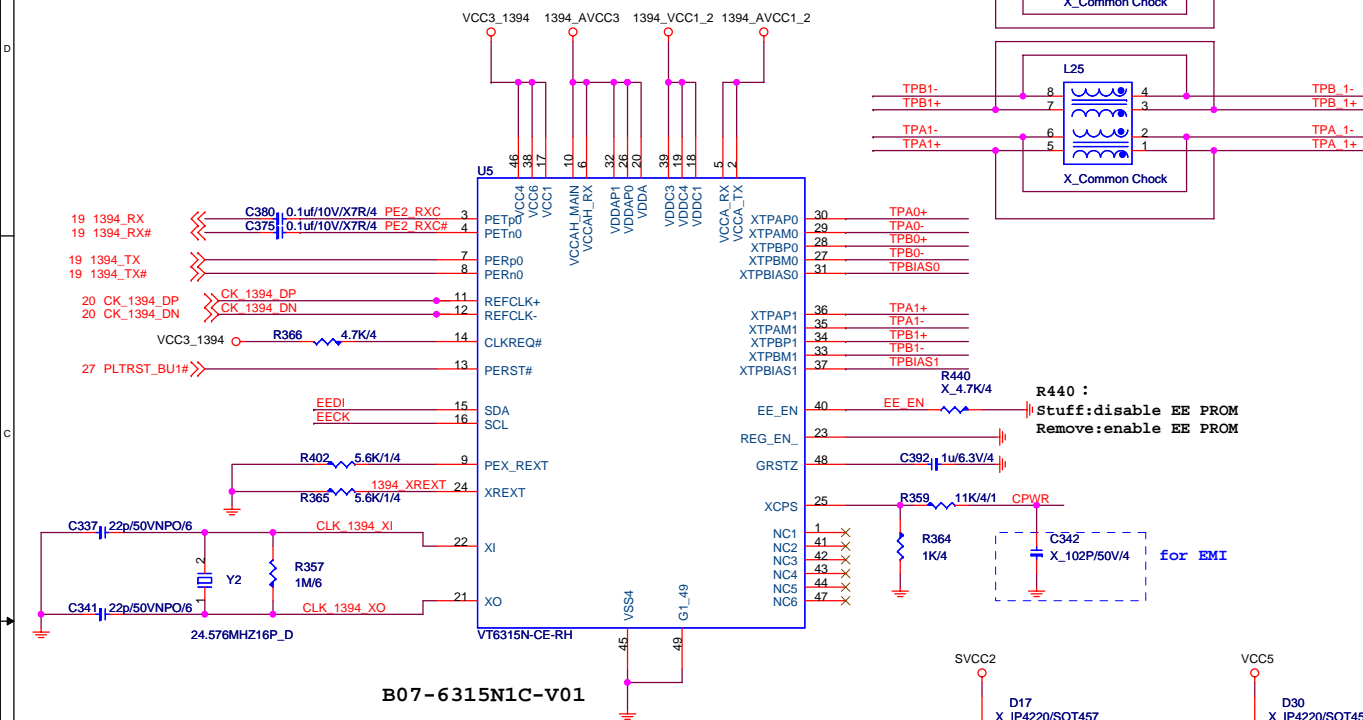 X_Common Chock
VCC3_1394 1394_AVCC3 1394_VCC1_2 1394_AVCC1_2
D
L25
TPB1- 8 4 TPB_1-
TPB1+ 7 3 TPB_1+
TPA1- 6 2 TPA_1-
TPA1+ 5 1 TPA_1+
X_Common Chock
46 38 17 10 6 32 26 20 39 19 18 5 2
U5
VCC4 VCC6 VCC1 VCCAH_MAIN VCCAH_RX VDDAP1 VDDAP0 VDDA VDDC3 VDDC4 VDDC1 VCCA_RX VCCA_TX
19 1394_RX C380 0.1uf/10V/X7R/4 PE2_RXC 3 PETp0
19 1394_RX# C375 0.1uf/10V/X7R/4 PE2_RXC# 4 PETn0
19 1394_TX 7 PERp0
19 1394_TX# 8 PERn0
20 CK_1394_DP CK_1394_DP 11 REFCLK+
20 CK_1394_DN CK_1394_DN 12 REFCLK-
VCC3_1394 R366 4.7K/4 14 CLKREQ#
27 PLTRST_BU1# 13 PERST#
EEDI 15 SDA
EECK 16 SCL
R402 5.6K/1/4 9 PEX_REXT
R365 5.6K/1/4 1394_XREXT 24 XREXT
C337 22p/50VNPO/6 CLK_1394_XI 22 XI
2 Y2 1 R357 1M/6
C341 22p/50VNPO/6 CLK_1394_XO 21 XO
24.576MHZ16P_D
XTPAP0 30 TPA0+
XTPAM0 29 TPA0-
XTPBP0 28 TPB0+
XTPBM0 27 TPB0-
XTPBIAS0 31 TPBIAS0
XTPAP1 36 TPA1+
XTPAM1 35 TPA1-
XTPBP1 34 TPB1+
XTPBM1 33 TPB1-
XTPBIAS1 37 TPBIAS1
EE_EN 40 EE_EN R440 X_4.7K/4
R440：
Stuff:disable EE PROM
Remove:enable EE PROM
C
REG_EN_ 23
GRSTZ 48 C392 1u/6.3V/4
XCPS 25 R359 11K/4/1 CPWR
R364
1K/4
C342
X_102P/50V/4
for EMI
NC1 1
NC2 41
NC3 42
NC4 43
NC5 44
NC6 47
VSS4 G1_49
VT6315N-CE-RH
45 49
B07-6315N1C-V01
SVCC2 VCC5
D17 D30
X_IP4220/SOT457